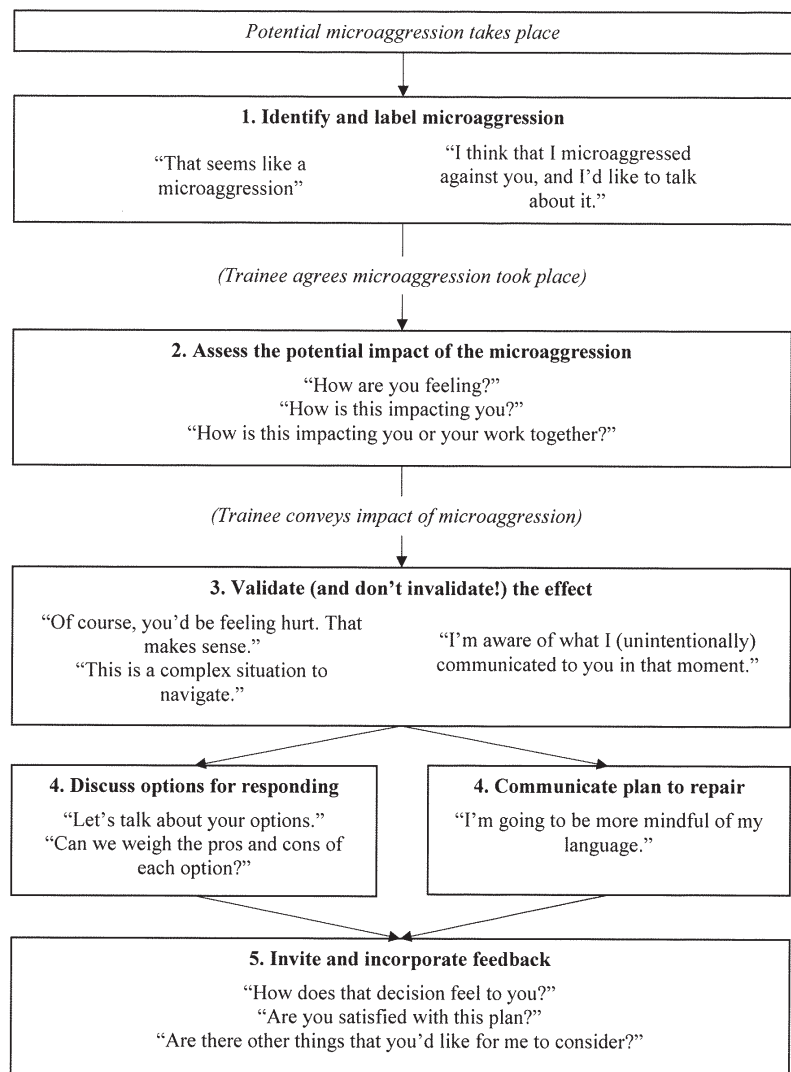 Potential microaggression takes place
1. Identify and label microaggression
“That seems like a
microaggression”
“I think that I microaggressed
against you, and I’d like to talk
about it.”
(Trainee agrees microaggression took place)
2. Assess the potential impact of the microaggression
“How are you feeling?”
“How is this impacting you?”
“How is this impacting you or your work together?”
(Trainee conveys impact of microaggression)
3. Validate (and don’t invalidate!) the effect
“Of course, you’d be feeling hurt. That
makes sense.”
“This is a complex situation to
navigate.”
“I’m aware of what I (unintentionally)
communicated to you in that moment.”
4. Discuss options for responding
“Let’s talk about your options.”
“Can we weigh the pros and cons of
each option?”
4. Communicate plan to repair
“I’m going to be more mindful of my
language.”
5. Invite and incorporate feedback
“How does that decision feel to you?”
“Are you satisfied with this plan?”
“Are there other things that you’d like for me to consider?”